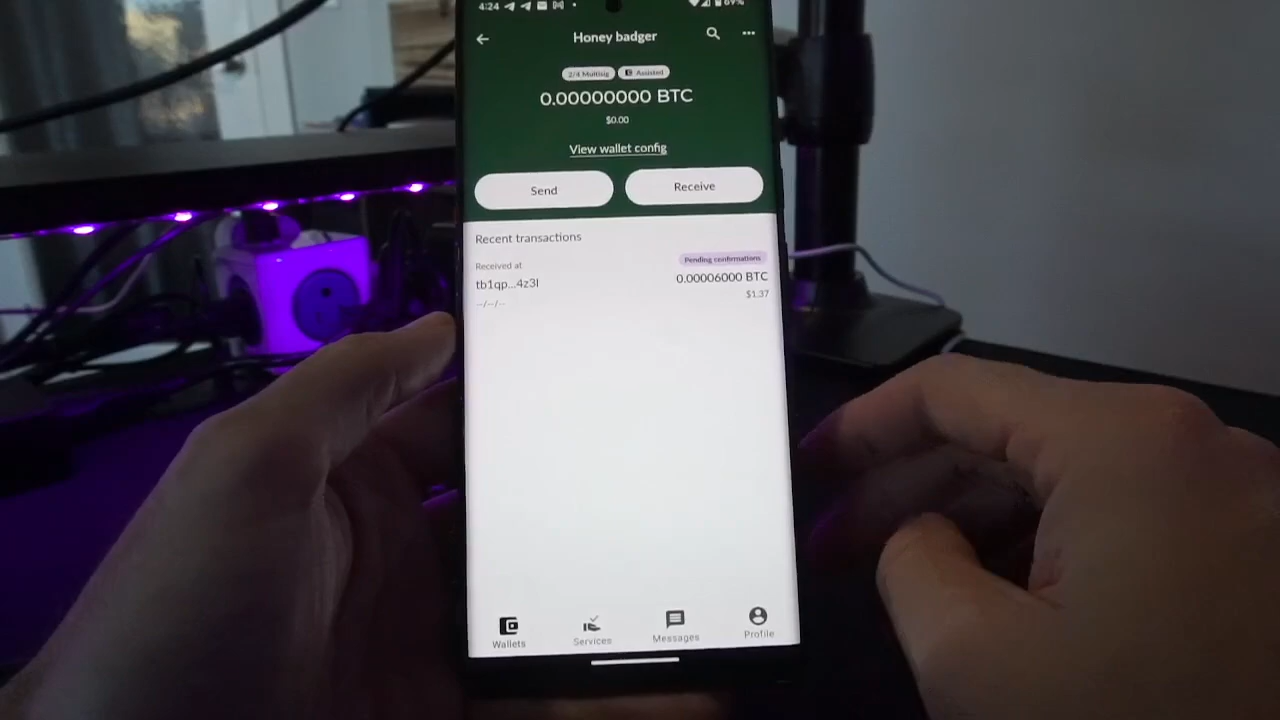 4:24 69%
Honey badger
2/4 Multisig Assisted
0.00000000 BTC
$0.00
View wallet config
Send Receive
Recent transactions
Received at Pending confirmations
tb1qp...4z3l 0.00006000 BTC
--/--/-- $1.37
Wallets Services Messages Profile